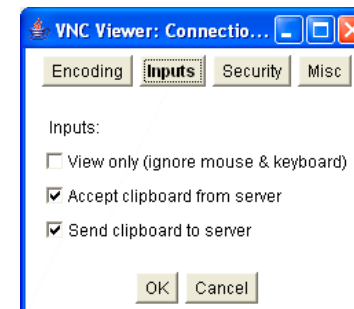 VNC Viewer: Connectio...
Encoding Inputs Security Misc
Inputs:
View only (ignore mouse & keyboard)
Accept clipboard from server
Send clipboard to server
OK Cancel